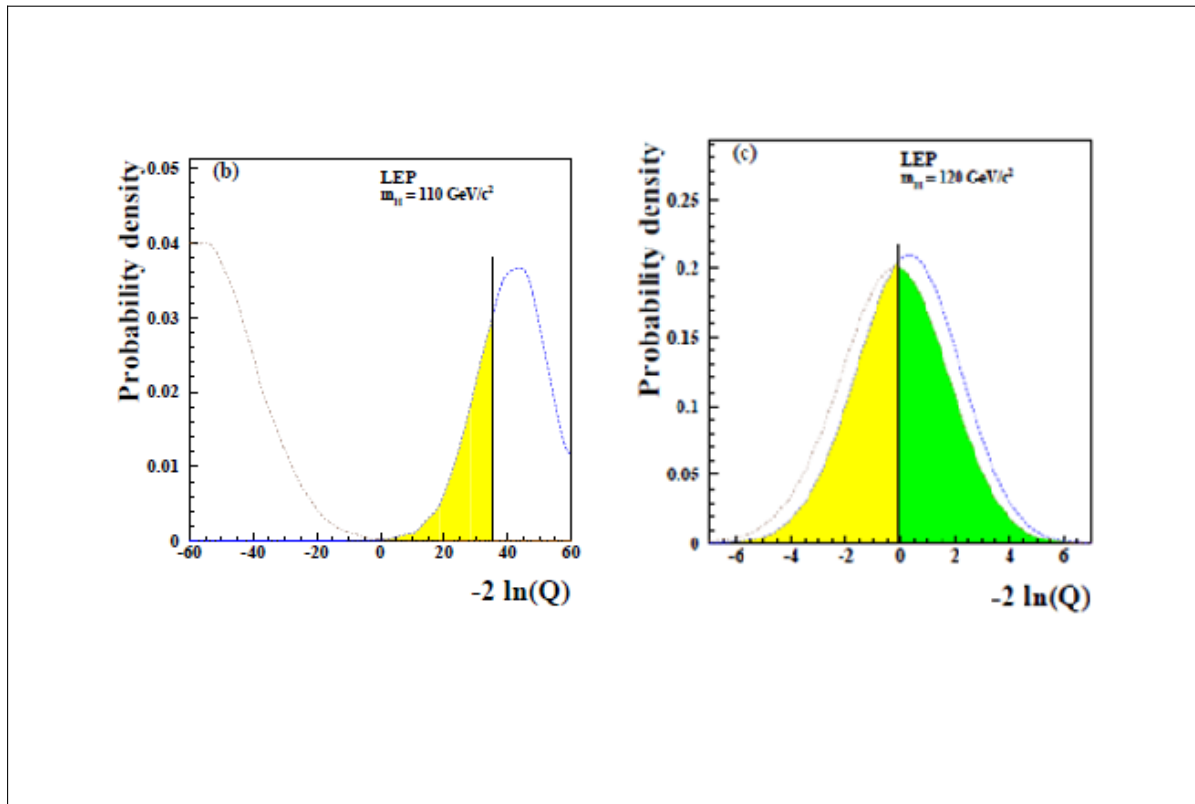 (b)
LEP
m_H = 110 GeV/c²
Probability density
0.05
0.04
0.03
0.02
0.01
0
-60
-40
-20
0
20
40
60
-2 ln(Q)
(c)
LEP
m_H = 120 GeV/c²
Probability density
0.25
0.2
0.15
0.1
0.05
0
-6
-4
-2
0
2
4
6
-2 ln(Q)